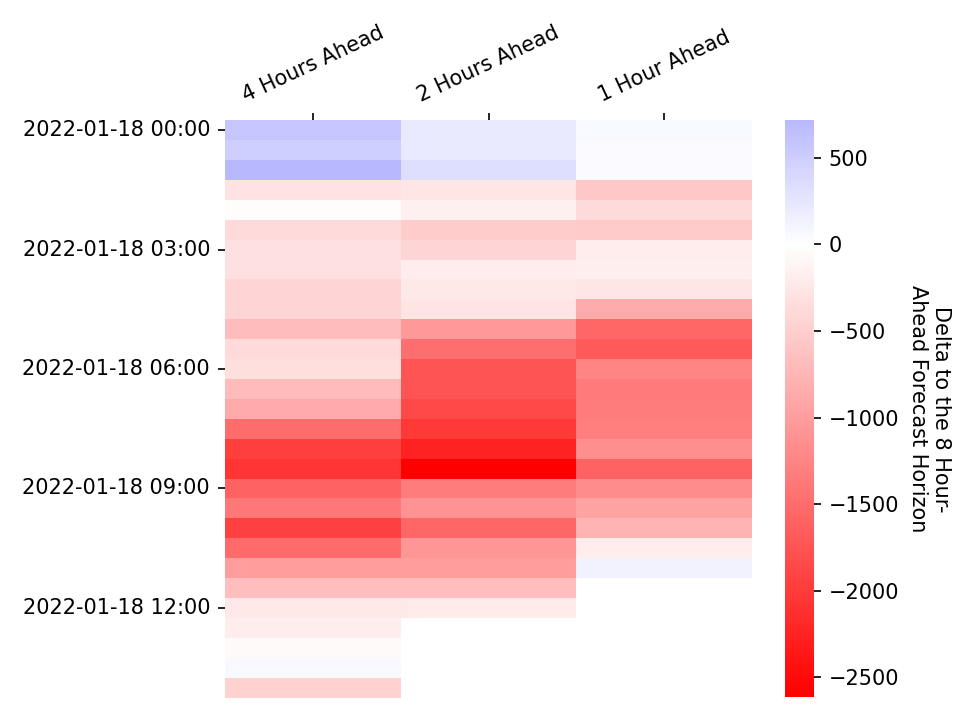 4 Hours Ahead
2 Hours Ahead
1 Hour Ahead
2022-01-18 00:00
2022-01-18 03:00
2022-01-18 06:00
2022-01-18 09:00
2022-01-18 12:00
500
0
−500
−1000
−1500
−2000
−2500
Delta to the 8 Hour-
Ahead Forecast Horizon